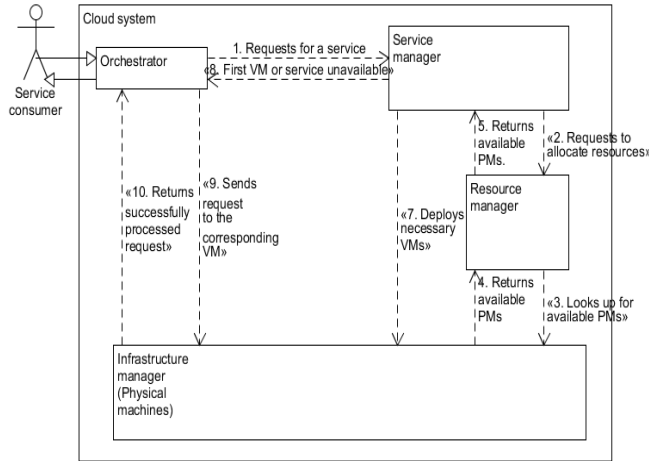 Cloud system
Service
consumer
Orchestrator
1. Requests for a service
«8. First VM or service unavailable»
Service
manager
5. Returns
available
PMs.
«2. Requests to
allocate resources»
Resource
manager
«10. Returns
successfully
processed
request»
«9. Sends
request
to the
corresponding
VM»
«7. Deploys
necessary
VMs»
4. Returns
available
PMs
«3. Looks up for
available PMs»
Infrastructure
manager
(Physical
machines)